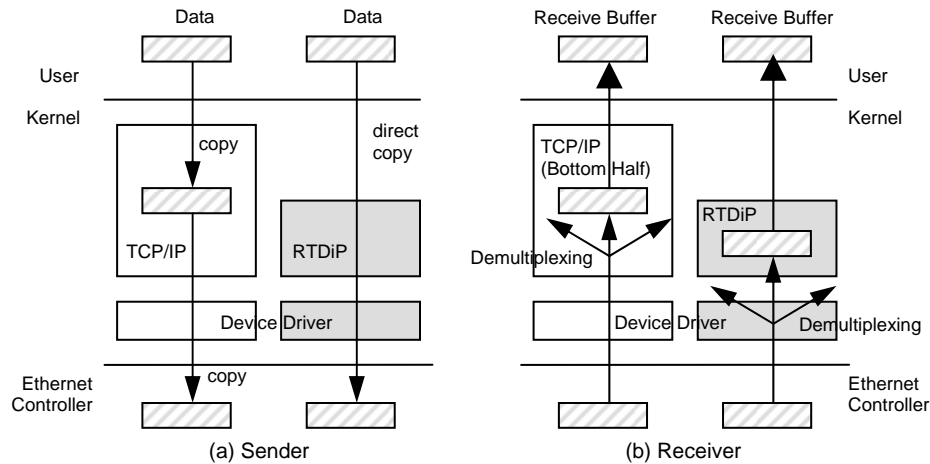 Data
Data
User
Kernel
copy
direct
copy
TCP/IP
RTDiP
Device Driver
copy
Ethernet
Controller
(a) Sender
Receive Buffer
Receive Buffer
User
Kernel
TCP/IP
(Bottom Half)
RTDiP
Demultiplexing
Device Driver
Demultiplexing
Ethernet
Controller
(b) Receiver